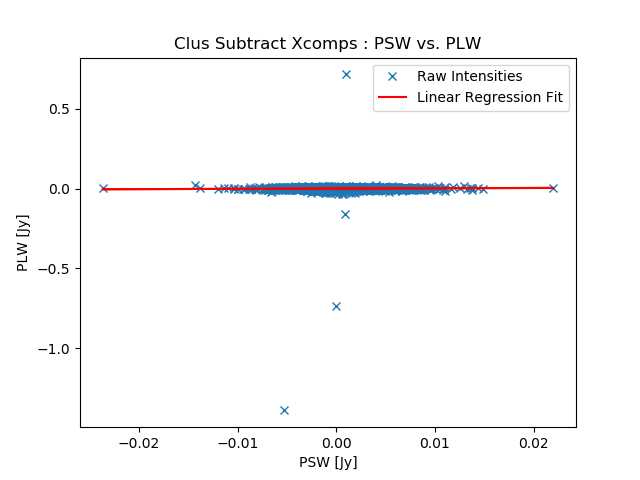 Clus Subtract Xcomps : PSW vs. PLW
Raw Intensities
Linear Regression Fit
0.5
0.0
−0.5
−1.0
PLW [Jy]
−0.02
−0.01
0.00
0.01
0.02
PSW [Jy]